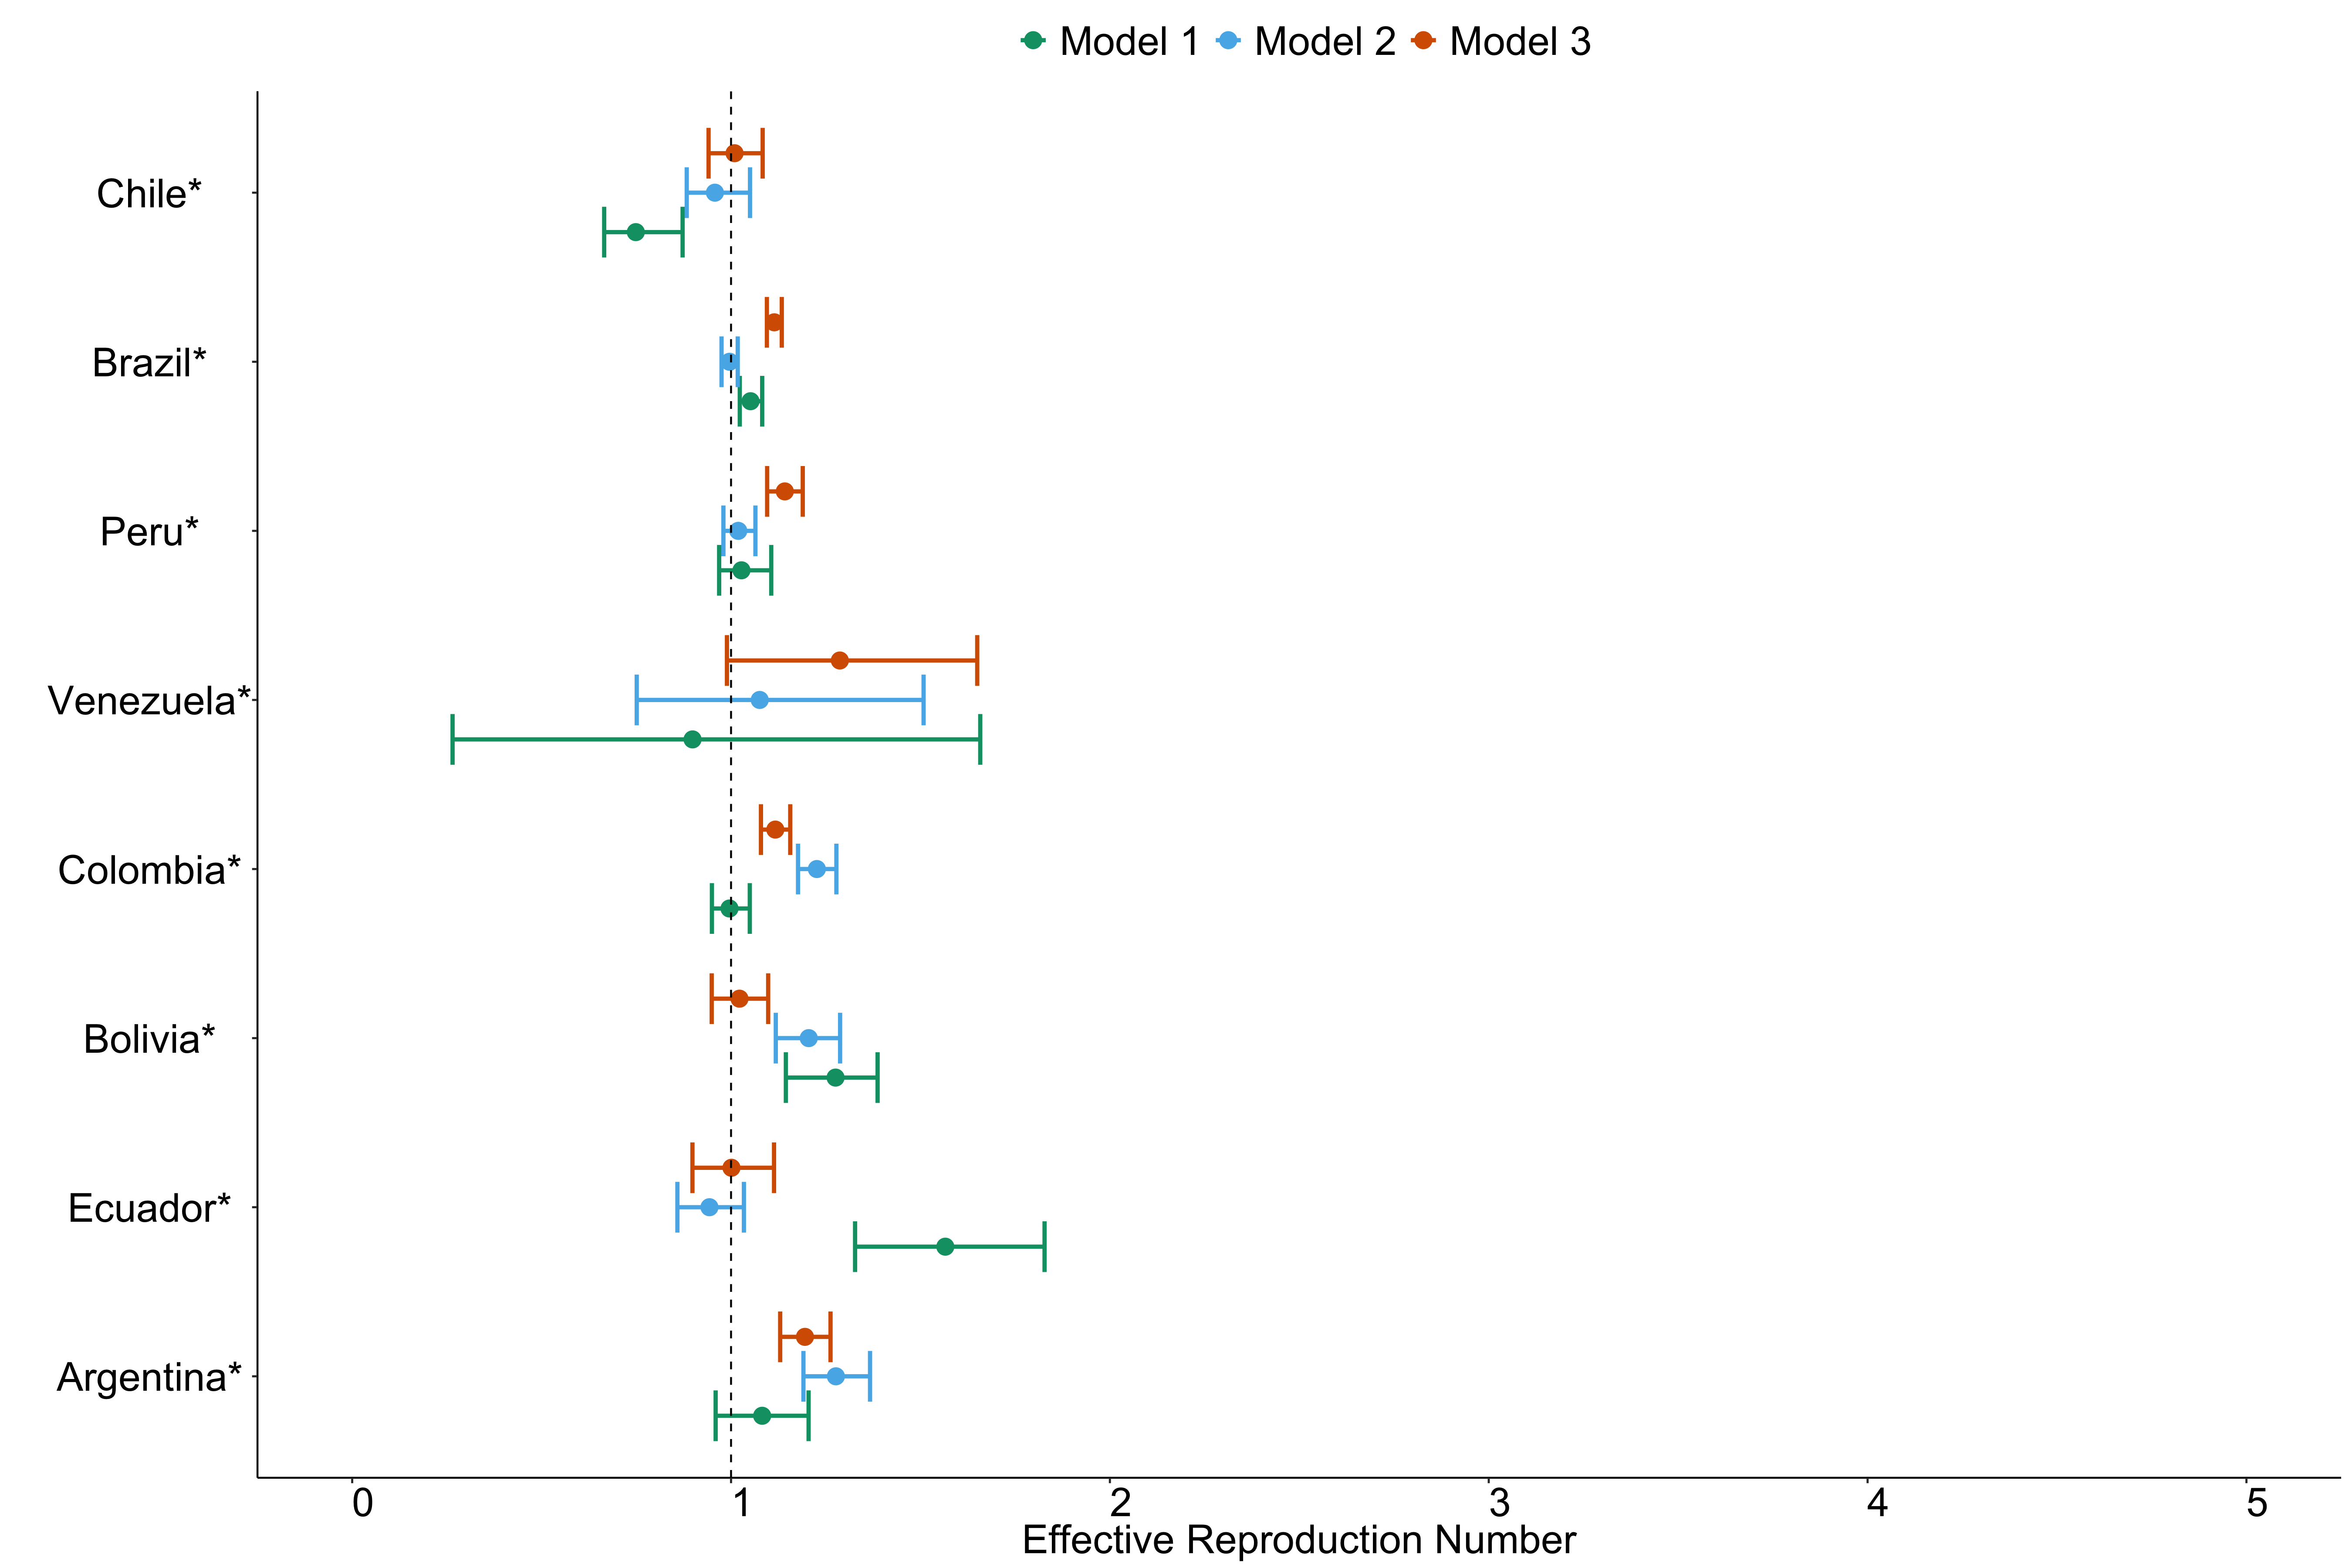 Model 1 Model 2 Model 3
Chile*
Brazil*
Peru*
Venezuela*
Colombia*
Bolivia*
Ecuador*
Argentina*
0 1 2 3 4 5
Effective Reproduction Number